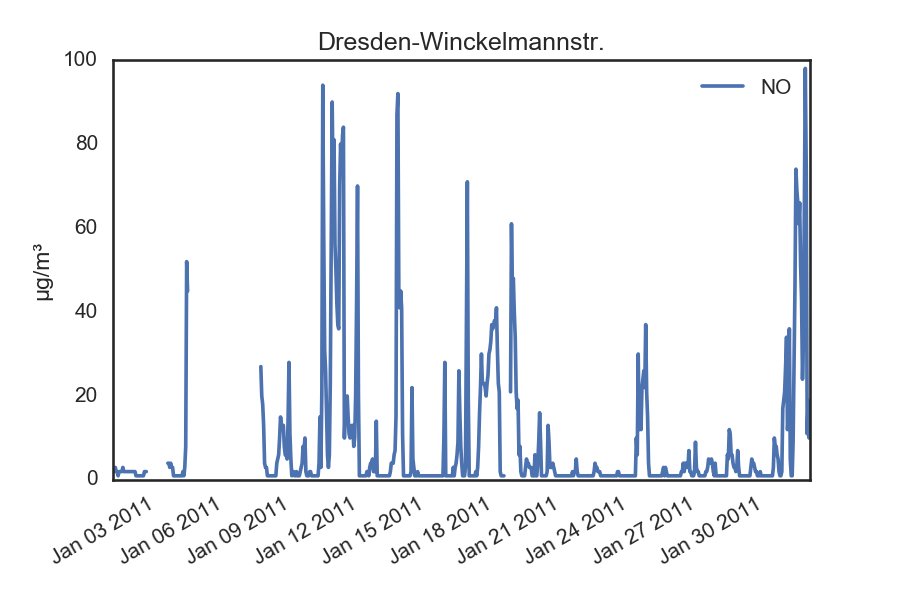 Dresden-Winckelmannstr.
NO
µg/m³
100
80
60
40
20
0
Jan 03 2011
Jan 06 2011
Jan 09 2011
Jan 12 2011
Jan 15 2011
Jan 18 2011
Jan 21 2011
Jan 24 2011
Jan 27 2011
Jan 30 2011